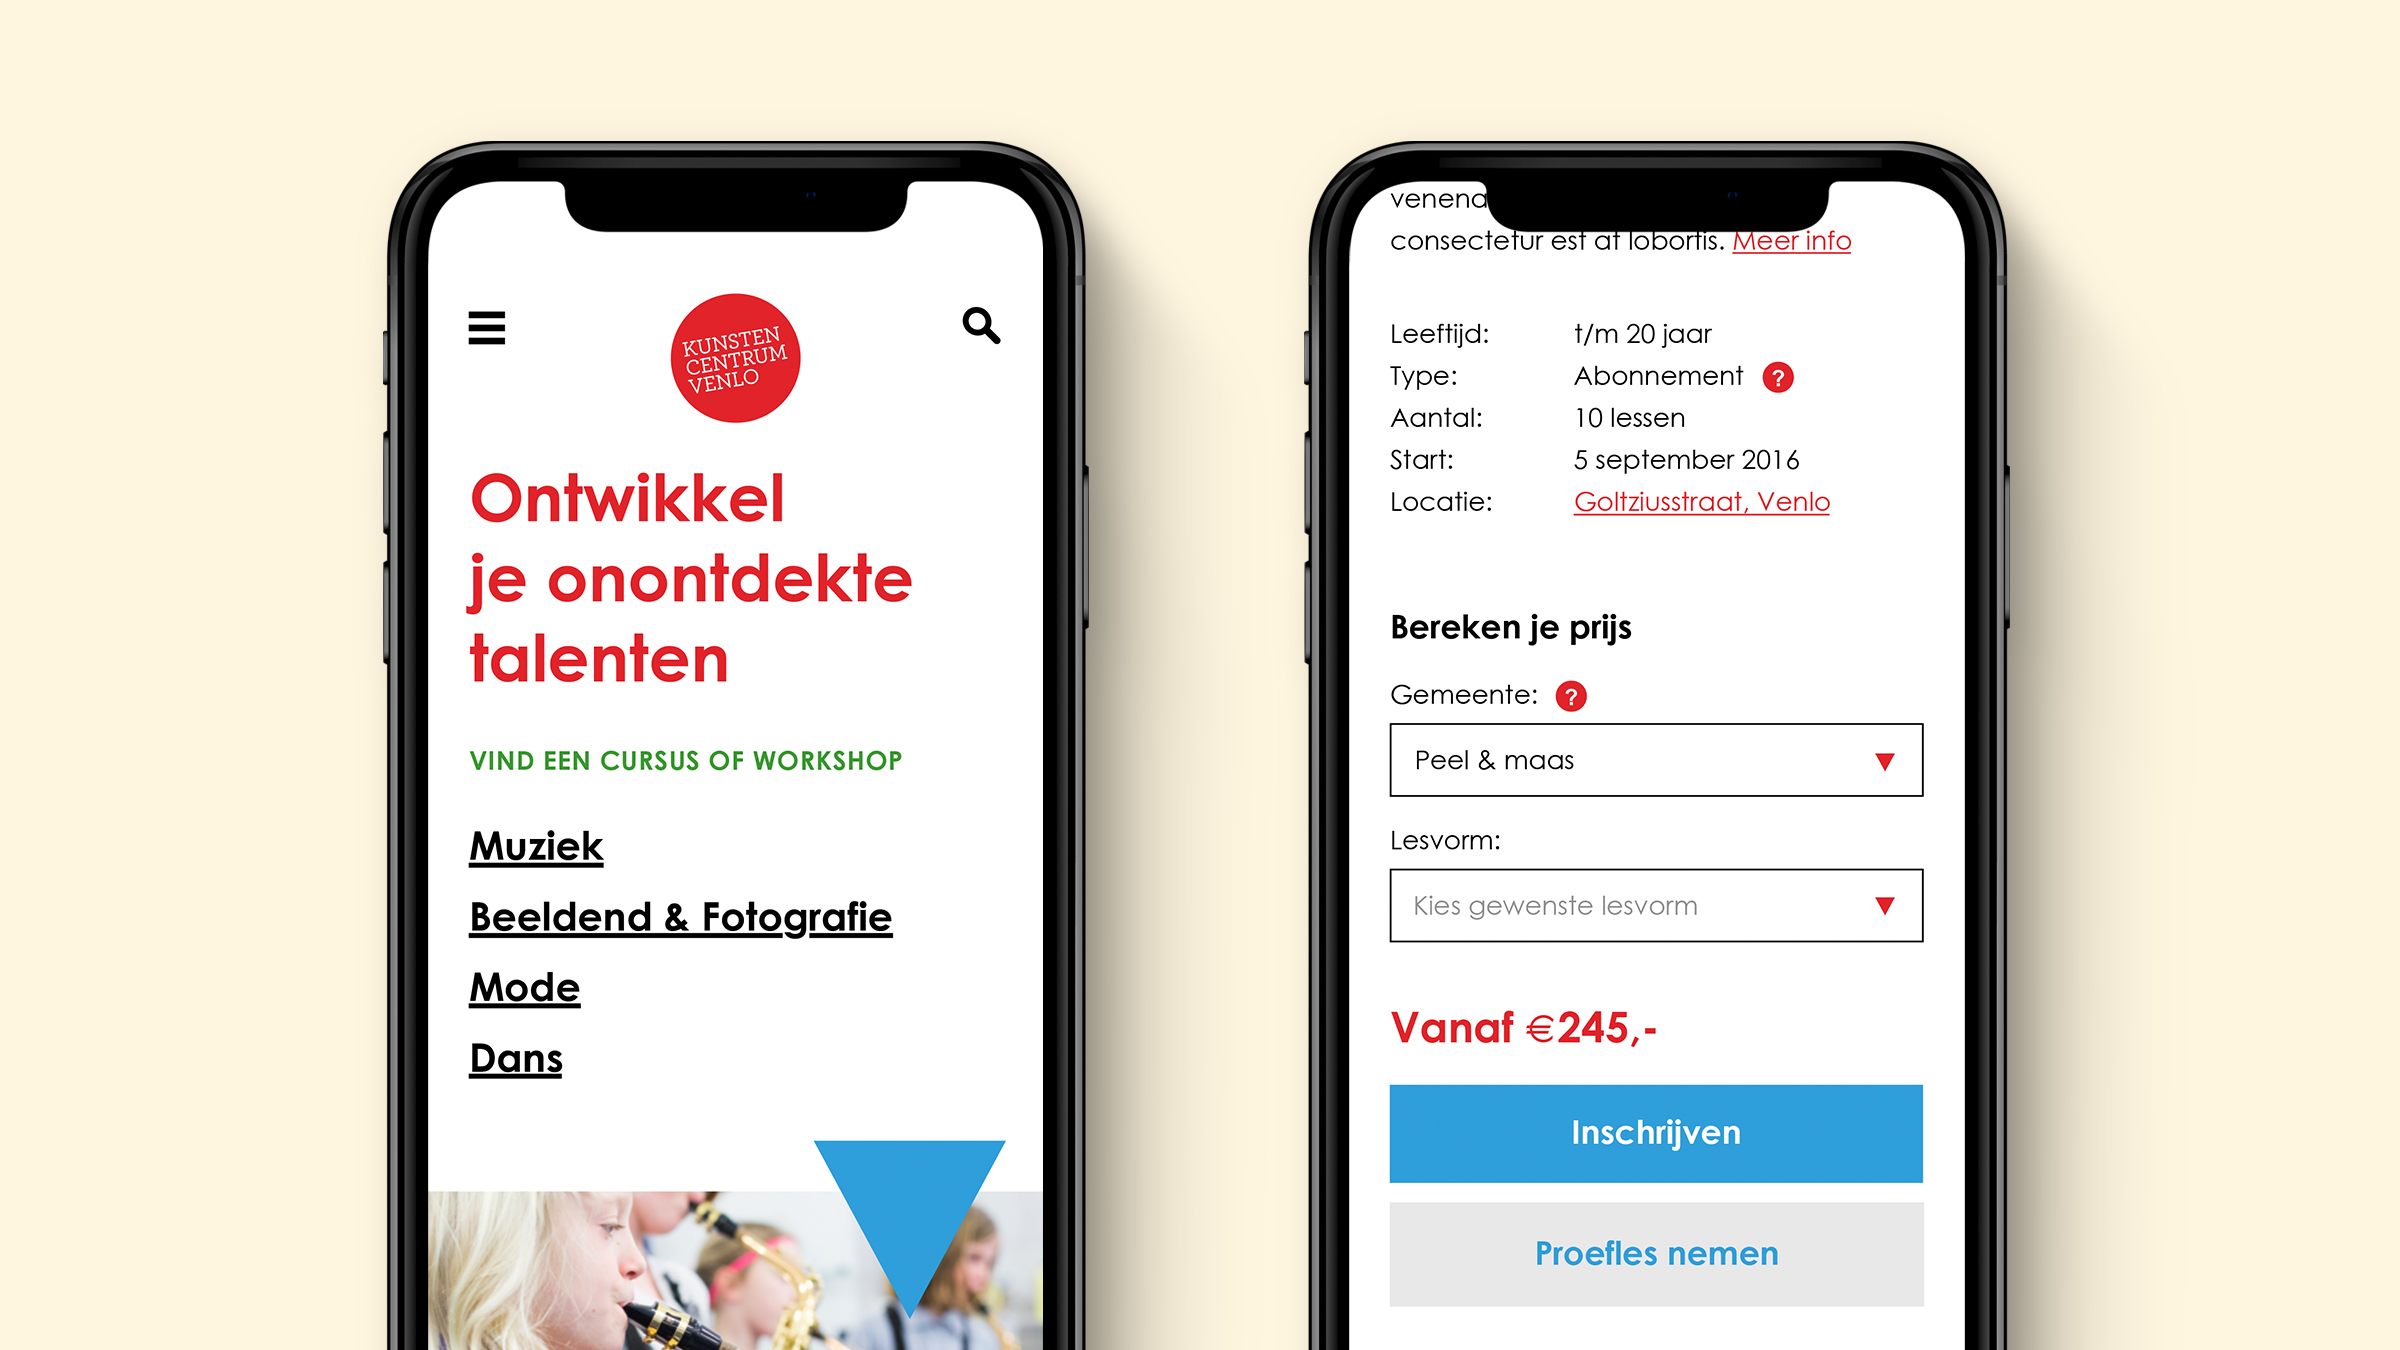 KUNSTEN
CENTRUM
VENLO
Ontwikkel
je onontdekte
talenten
VIND EEN CURSUS OF WORKSHOP
Muziek
Beeldend & Fotografie
Mode
Dans
consectetur est at lobortis. Meer info
Leeftijd: t/m 20 jaar
Type: Abonnement ?
Aantal: 10 lessen
Start: 5 september 2016
Locatie: Goltziusstraat, Venlo
Bereken je prijs
Gemeente: ?
Peel & maas
Lesvorm:
Kies gewenste lesvorm
Vanaf €245,-
Inschrijven
Proefles nemen